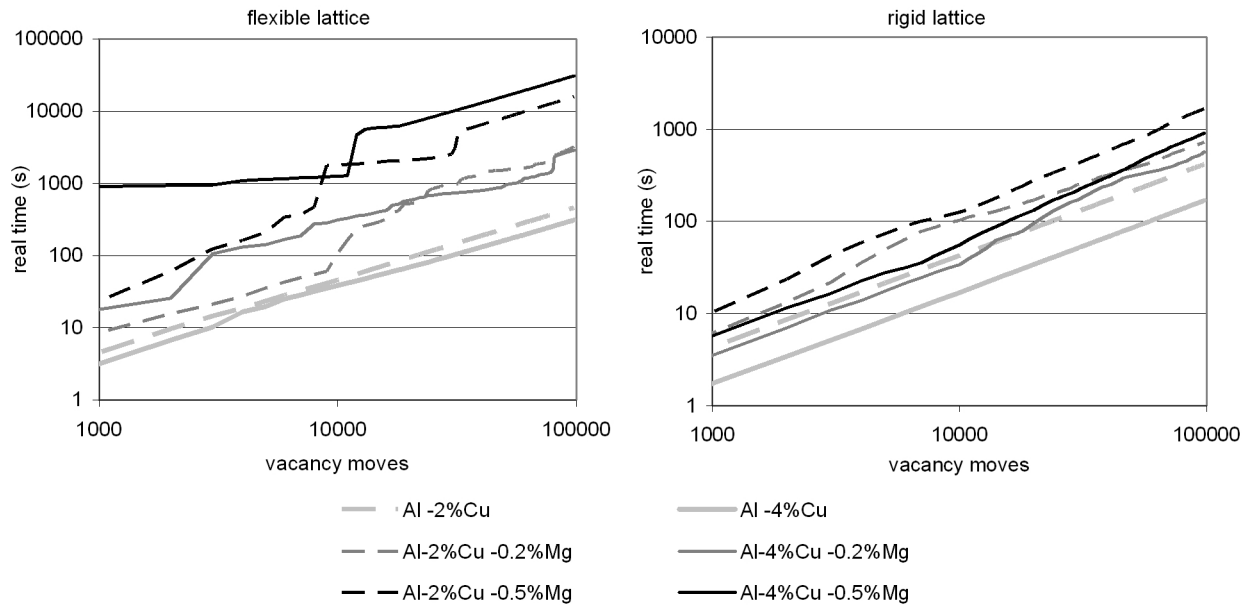 flexible lattice
100000
10000
1000
100
10
1
real time (s)
1000 10000 100000
vacancy moves
rigid lattice
10000
1000
100
10
1
real time (s)
1000 10000 100000
vacancy moves
Al -2%Cu
Al -4%Cu
Al-2%Cu -0.2%Mg
Al-4%Cu -0.2%Mg
Al-2%Cu -0.5%Mg
Al-4%Cu -0.5%Mg